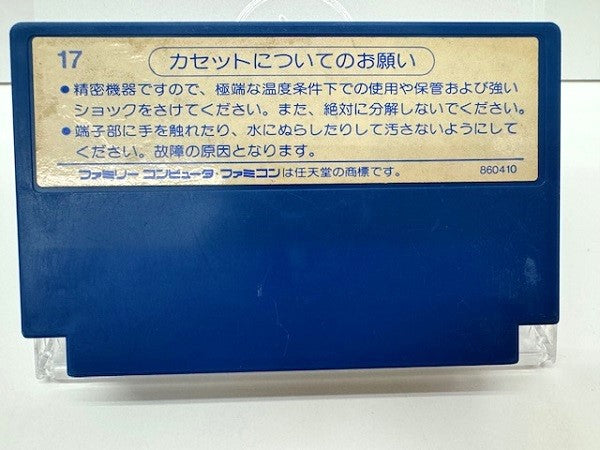 17
カセットについてのお願い
●精密機器ですので、極端な温度条件下での使用や保管および強い
ショックをさけてください。また、絶対に分解しないでください。
●端子部に手を触れたり、水にぬらしたりして汚さないようにして
ください。故障の原因となります。
ファミリーコンピュータ・ファミコンは任天堂の商標です。
860410